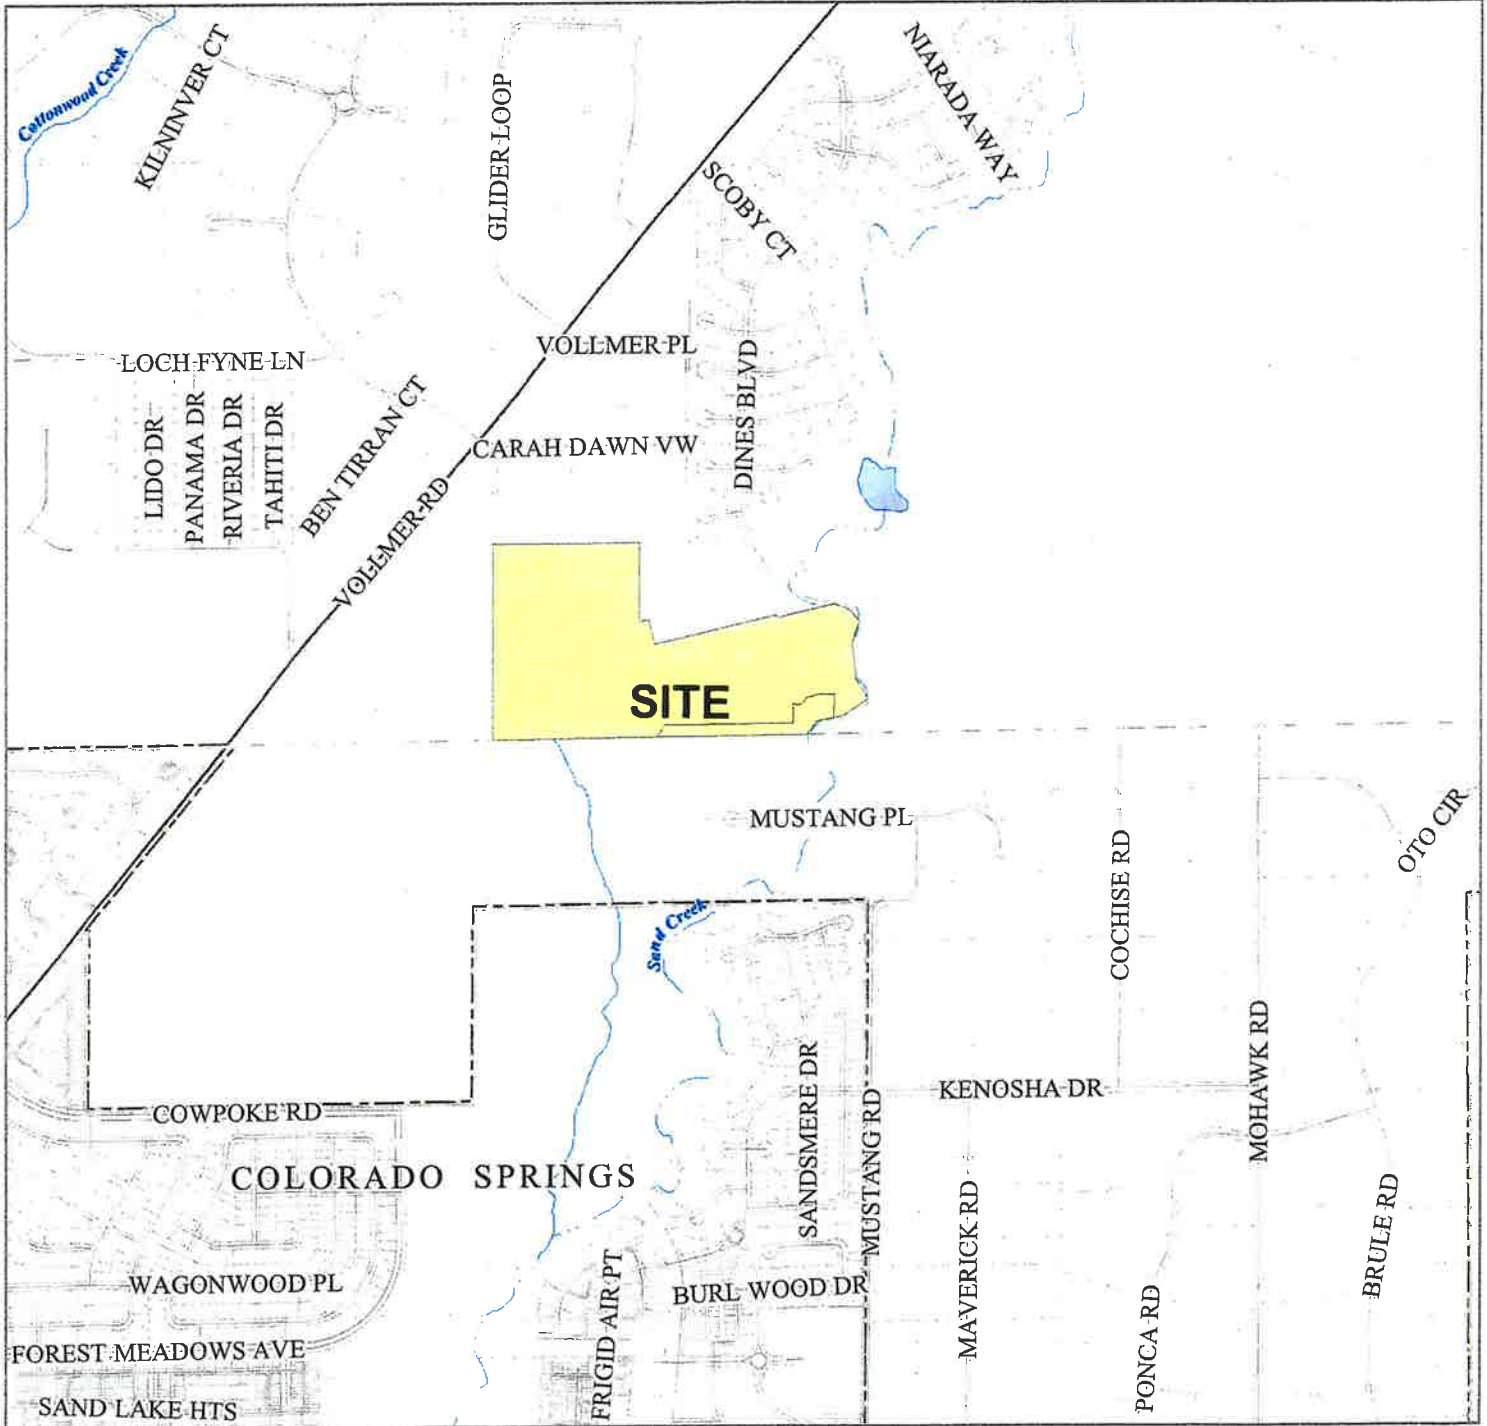 Cottonwood Creek
KILNINVER CT
GLIDER LOOP
NIARADA WAY
SCOBY CT
VOLLMER PL
LOCH FYNE LN
DINES BLVD
LIDO DR
PANAMA DR
RIVERIA DR
TAHITI DR
BEN TIRRAN CT
CARAH DAWN VW
VOLLMER RD
SITE
MUSTANG PL
OTO CIR
COCHISE RD
Sand Creek
MOHAWK RD
SANDSMERE DR
MUSTANG RD
KENOSHA DR
COWPOKE RD
COLORADO SPRINGS
MAVERICK RD
BRULE RD
WAGONWOOD PL
FRIGID AIR PT
BURL WOOD DR
PONCA RD
FOREST MEADOWS AVE
SAND LAKE HTS